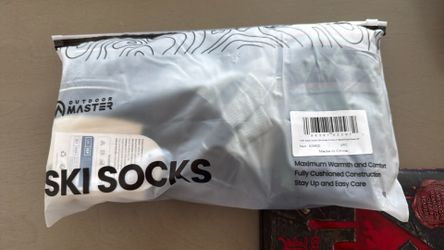 OUTDOOR
MASTER
SKI SOCKS
Made in China
Maximum Warmth and Comfort
Fully Cushioned Construction
Stay Up and Easy Care